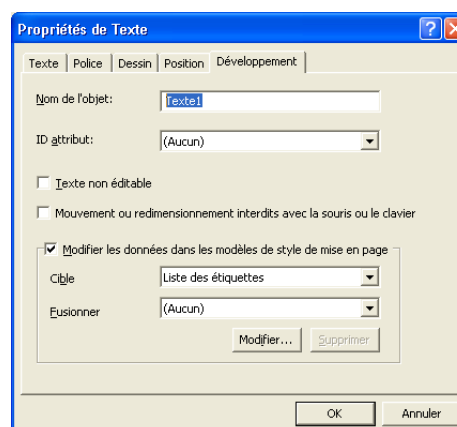 Propriétés de Texte
Texte Police Dessin Position Développement
Nom de l'objet: Texte1
ID attribut: (Aucun)
Texte non éditable
Mouvement ou redimensionnement interdits avec la souris ou le clavier
Modifier les données dans les modèles de style de mise en page
Cible Liste des étiquettes
Fusionner (Aucun)
Modifier... Supprimer
OK Annuler